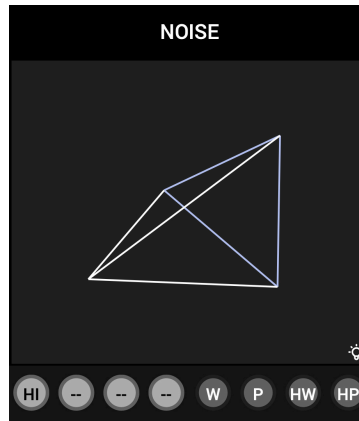 NOISE
HI -- -- -- W P HW HP